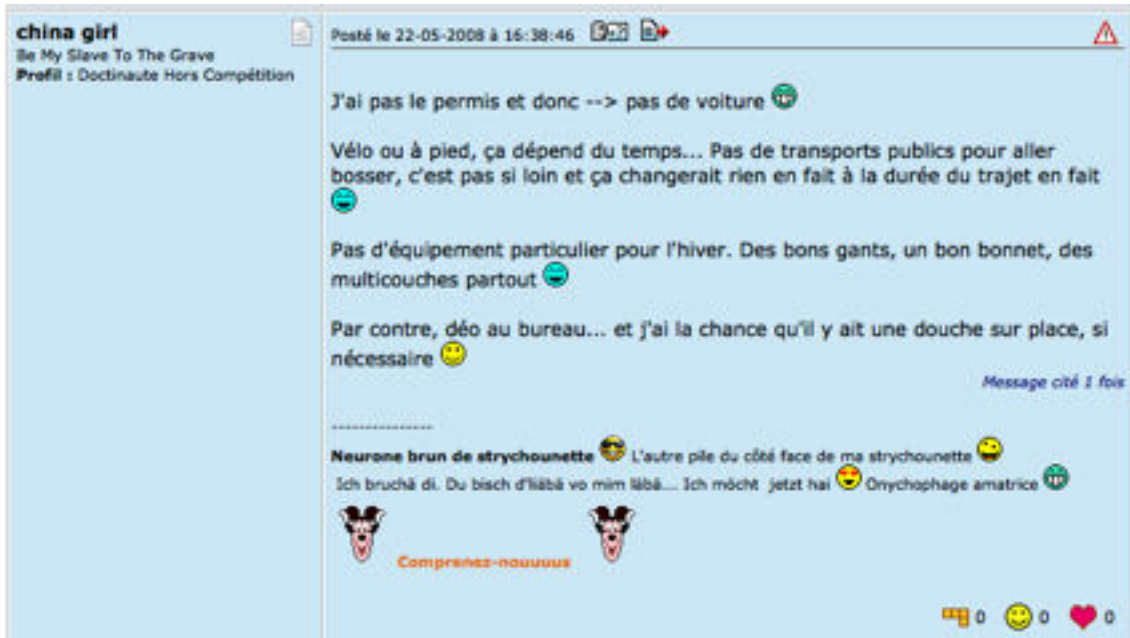 china girl
Be My Slave To The Grave
Profil : Doctinaute Hors Compétition
Posté le 22-05-2008 à 16:38:46
J'ai pas le permis et donc --> pas de voiture
Vélo ou à pied, ça dépend du temps... Pas de transports publics pour aller
bosser, c'est pas si loin et ça changerait rien en fait à la durée du trajet en fait
Pas d'équipement particulier pour l'hiver. Des bons gants, un bon bonnet, des
multicouches partout
Par contre, déo au bureau... et j'ai la chance qu'il y ait une douche sur place, si
nécessaire
Message cité 1 fois
---------------
Neurone brun de strychounette L'autre pile du côté face de ma strychounette
Ich bruchä di. Du bisch d'liäbä vo mim läbä... Ich möcht jetzt hai Onychophage amatrice
Comprenez-nouuuus
0 0 0